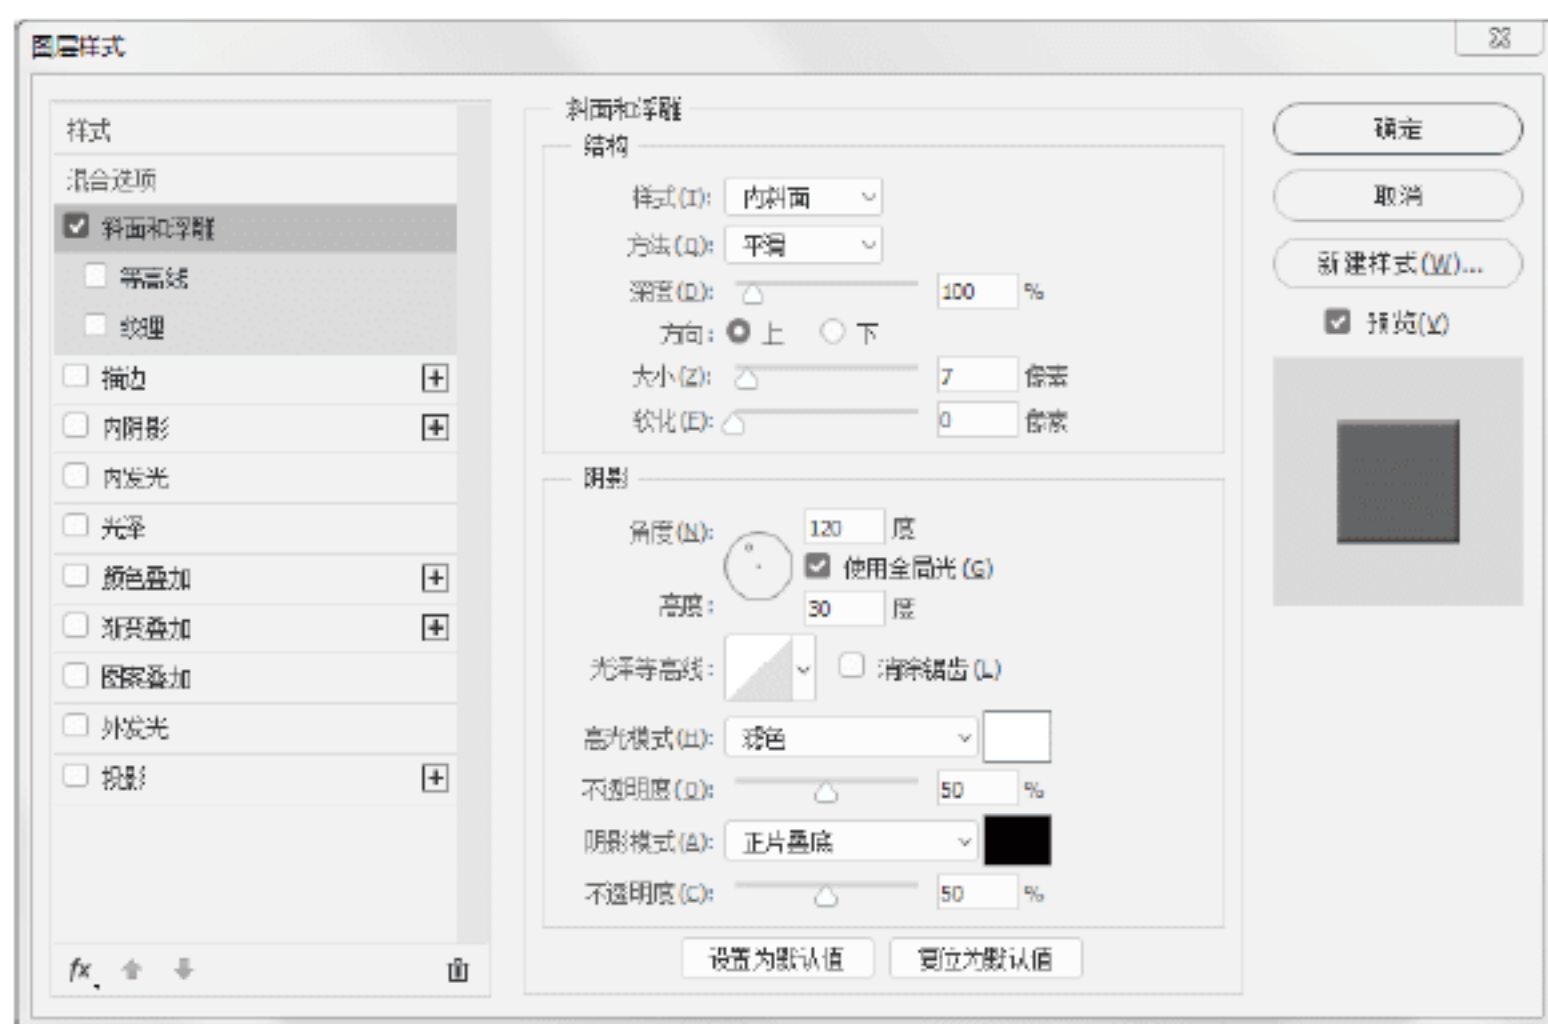 图层样式
样式
混合选项
斜面和浮雕
等高线
纹理
描边
内阴影
内发光
光泽
颜色叠加
渐变叠加
图案叠加
外发光
投影
fx
斜面和浮雕
结构
样式(T): 内斜面
方法(Q): 平滑
深度(D): 100 %
方向: 上 下
大小(Z): 7 像素
软化(F): 0 像素
阴影
角度(N): 120 度
使用全局光(G)
高度: 30 度
光泽等高线: 消除锯齿(L)
高光模式(H): 滤色
不透明度(O): 50 %
阴影模式(A): 正片叠底
不透明度(C): 50 %
设置为默认值 复位为默认值
确定
取消
新建样式(W)...
预览(V)